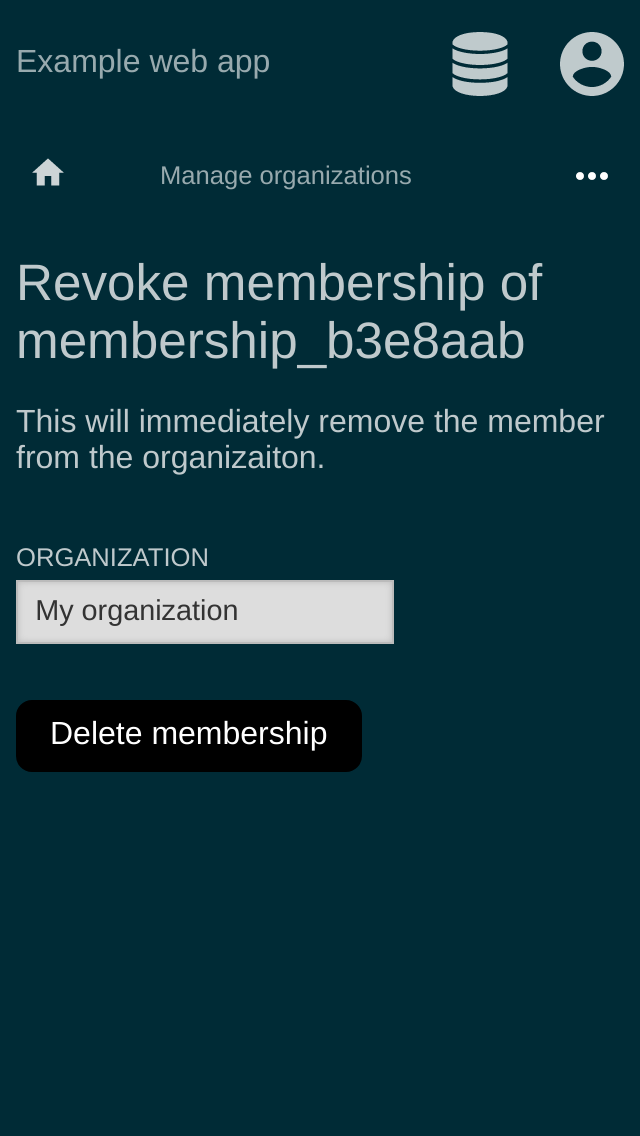 Example web app
Manage organizations
Revoke membership of
membership_b3e8aab
This will immediately remove the member
from the organizaiton.
ORGANIZATION
My organization
Delete membership